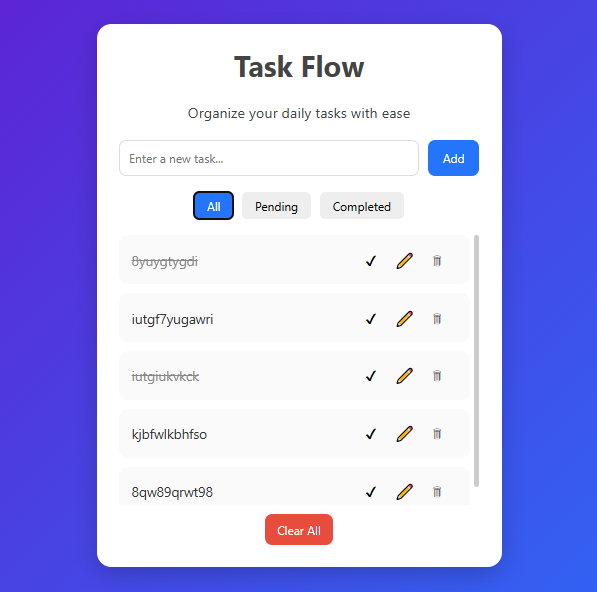 Task Flow
Organize your daily tasks with ease
Enter a new task...
Add
All
Pending
Completed
8yuygtygdi
iutgf7yugawri
iutgiukvkck
kjbfwlkbhfso
8qw89qrwt98
Clear All